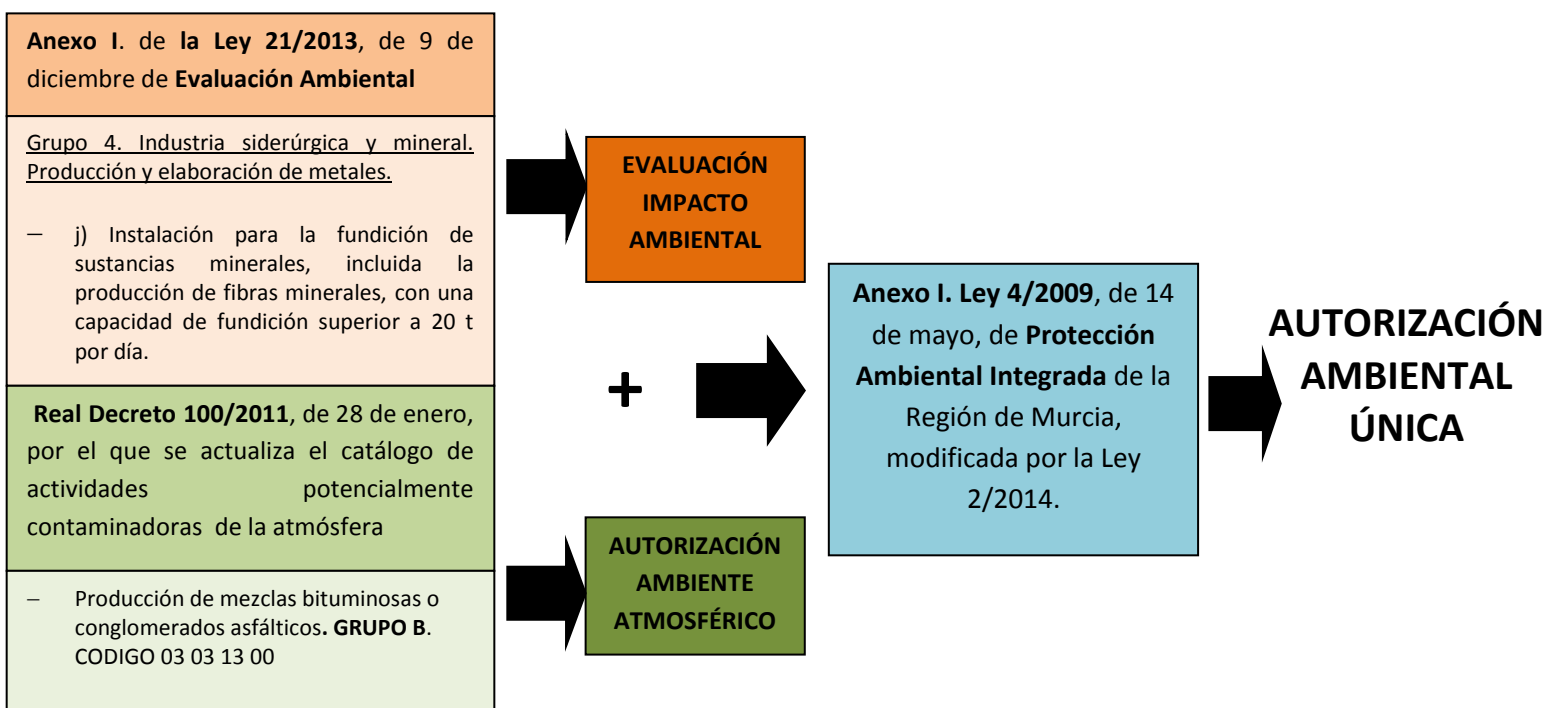 Anexo I. de la Ley 21/2013, de 9 de
diciembre de Evaluación Ambiental
Grupo 4. Industria siderúrgica y mineral.
Producción y elaboración de metales.
– j) Instalación para la fundición de
sustancias minerales, incluida la
producción de fibras minerales, con una
capacidad de fundición superior a 20 t
por día.
Real Decreto 100/2011, de 28 de enero,
por el que se actualiza el catálogo de
actividades potencialmente
contaminadoras de la atmósfera
– Producción de mezclas bituminosas o
conglomerados asfálticos. GRUPO B.
CODIGO 03 03 13 00
EVALUACIÓN
IMPACTO
AMBIENTAL
+
AUTORIZACIÓN
AMBIENTE
ATMOSFÉRICO
Anexo I. Ley 4/2009, de 14
de mayo, de Protección
Ambiental Integrada de la
Región de Murcia,
modificada por la Ley
2/2014.
AUTORIZACIÓN
AMBIENTAL
ÚNICA